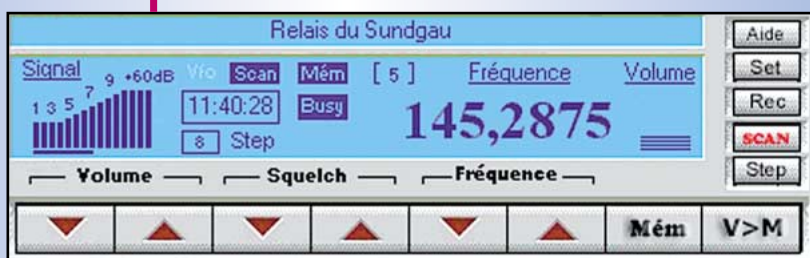 Relais du Sundgau
Aide
Signal 9 +60dB Vfo Scan Mém [ 5 ] Fréquence Volume
Set
1 3 5 7 11:40:28 Busy 145,2875
Rec
8 Step
SCAN
Volume Squelch Fréquence
Step
Mém V>M